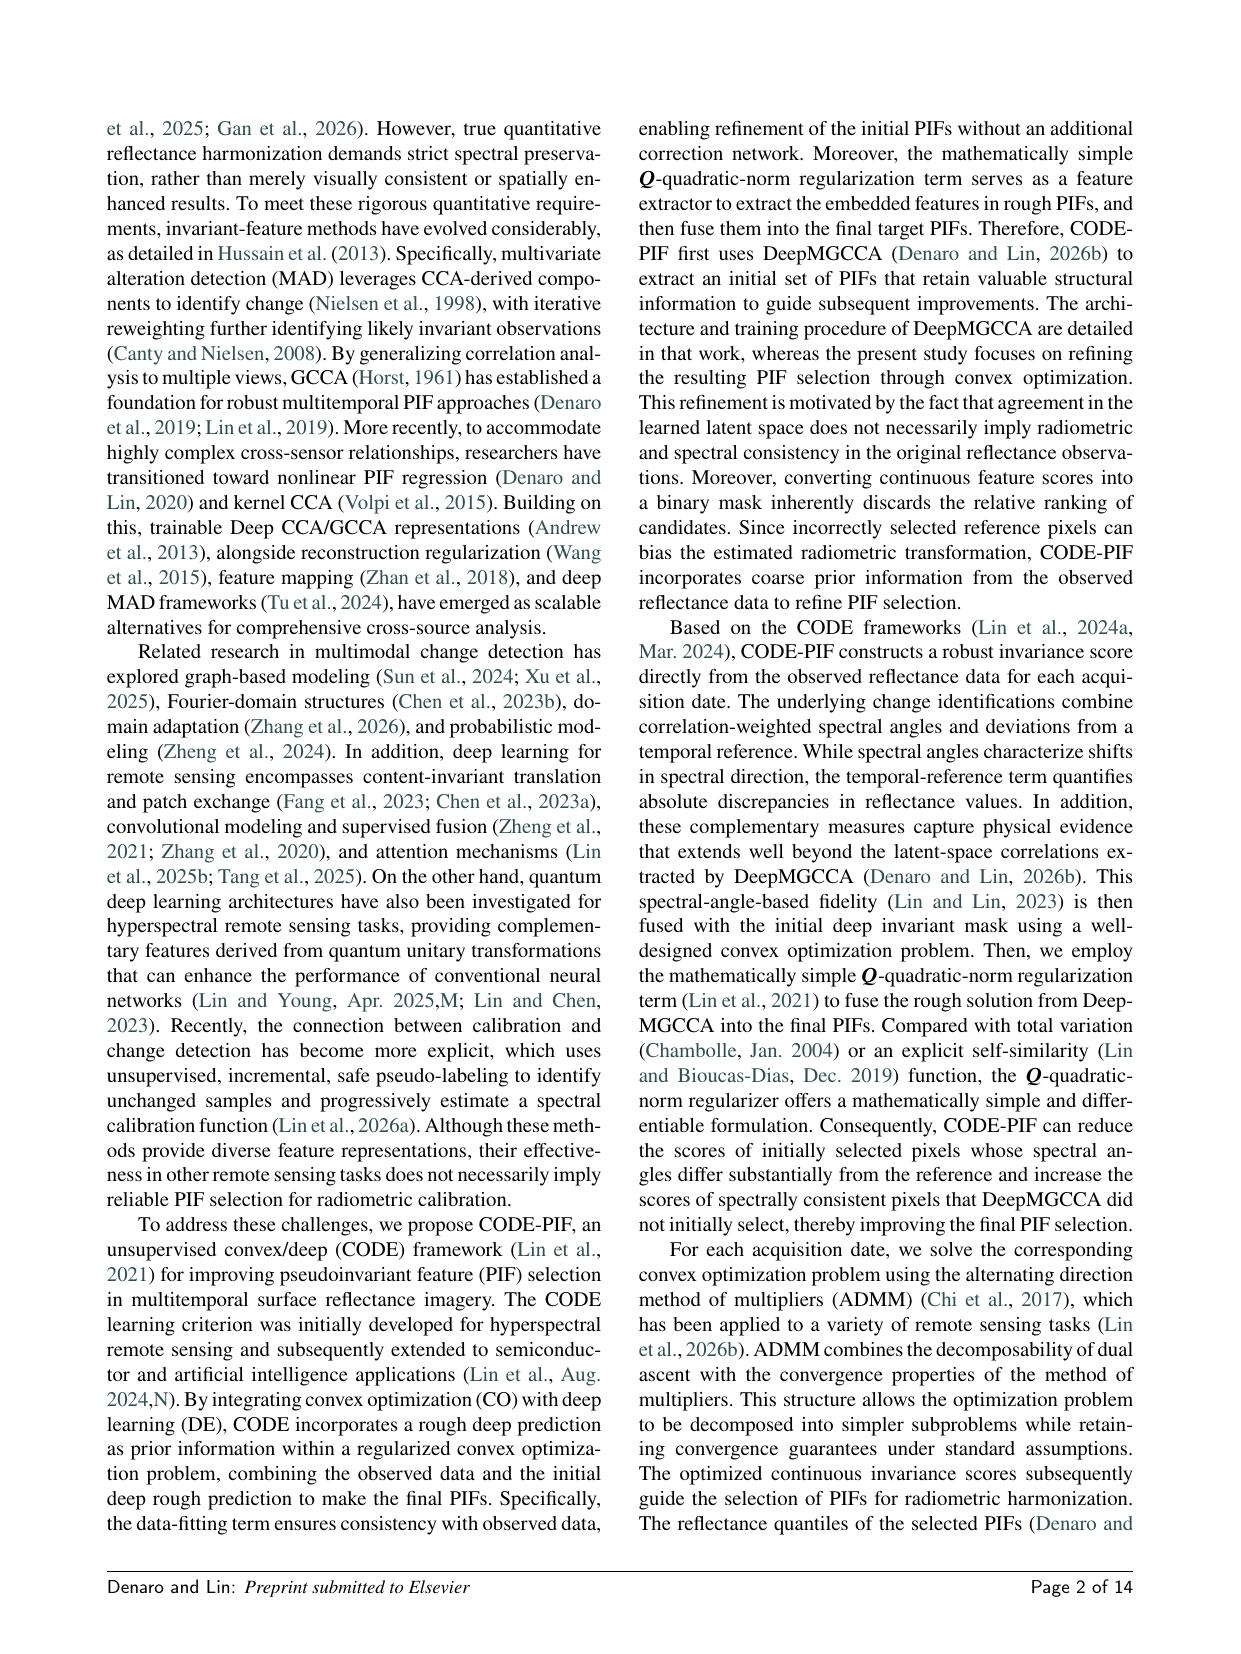 et al., 2025; Gan et al., 2026). However, true quantitative
reflectance harmonization demands strict spectral preserva-
tion, rather than merely visually consistent or spatially en-
hanced results. To meet these rigorous quantitative require-
ments, invariant-feature methods have evolved considerably,
as detailed in Hussain et al. (2013). Specifically, multivariate
alteration detection (MAD) leverages CCA-derived compo-
nents to identify change (Nielsen et al., 1998), with iterative
reweighting further identifying likely invariant observations
(Canty and Nielsen, 2008). By generalizing correlation anal-
ysis to multiple views, GCCA (Horst, 1961) has established a
foundation for robust multitemporal PIF approaches (Denaro
et al., 2019; Lin et al., 2019). More recently, to accommodate
highly complex cross-sensor relationships, researchers have
transitioned toward nonlinear PIF regression (Denaro and
Lin, 2020) and kernel CCA (Volpi et al., 2015). Building on
this, trainable Deep CCA/GCCA representations (Andrew
et al., 2013), alongside reconstruction regularization (Wang
et al., 2015), feature mapping (Zhan et al., 2018), and deep
MAD frameworks (Tu et al., 2024), have emerged as scalable
alternatives for comprehensive cross-source analysis.
Related research in multimodal change detection has
explored graph-based modeling (Sun et al., 2024; Xu et al.,
2025), Fourier-domain structures (Chen et al., 2023b), do-
main adaptation (Zhang et al., 2026), and probabilistic mod-
eling (Zheng et al., 2024). In addition, deep learning for
remote sensing encompasses content-invariant translation
and patch exchange (Fang et al., 2023; Chen et al., 2023a),
convolutional modeling and supervised fusion (Zheng et al.,
2021; Zhang et al., 2020), and attention mechanisms (Lin
et al., 2025b; Tang et al., 2025). On the other hand, quantum
deep learning architectures have also been investigated for
hyperspectral remote sensing tasks, providing complemen-
tary features derived from quantum unitary transformations
that can enhance the performance of conventional neural
networks (Lin and Young, Apr. 2025,M; Lin and Chen,
2023). Recently, the connection between calibration and
change detection has become more explicit, which uses
unsupervised, incremental, safe pseudo-labeling to identify
unchanged samples and progressively estimate a spectral
calibration function (Lin et al., 2026a). Although these meth-
ods provide diverse feature representations, their effective-
ness in other remote sensing tasks does not necessarily imply
reliable PIF selection for radiometric calibration.
To address these challenges, we propose CODE-PIF, an
unsupervised convex/deep (CODE) framework (Lin et al.,
2021) for improving pseudoinvariant feature (PIF) selection
in multitemporal surface reflectance imagery. The CODE
learning criterion was initially developed for hyperspectral
remote sensing and subsequently extended to semiconduc-
tor and artificial intelligence applications (Lin et al., Aug.
2024,N). By integrating convex optimization (CO) with deep
learning (DE), CODE incorporates a rough deep prediction
as prior information within a regularized convex optimiza-
tion problem, combining the observed data and the initial
deep rough prediction to make the final PIFs. Specifically,
the data-fitting term ensures consistency with observed data,
enabling refinement of the initial PIFs without an additional
correction network. Moreover, the mathematically simple
Q-quadratic-norm regularization term serves as a feature
extractor to extract the embedded features in rough PIFs, and
then fuse them into the final target PIFs. Therefore, CODE-
PIF first uses DeepMGCCA (Denaro and Lin, 2026b) to
extract an initial set of PIFs that retain valuable structural
information to guide subsequent improvements. The archi-
tecture and training procedure of DeepMGCCA are detailed
in that work, whereas the present study focuses on refining
the resulting PIF selection through convex optimization.
This refinement is motivated by the fact that agreement in the
learned latent space does not necessarily imply radiometric
and spectral consistency in the original reflectance observa-
tions. Moreover, converting continuous feature scores into
a binary mask inherently discards the relative ranking of
candidates. Since incorrectly selected reference pixels can
bias the estimated radiometric transformation, CODE-PIF
incorporates coarse prior information from the observed
reflectance data to refine PIF selection.
Based on the CODE frameworks (Lin et al., 2024a,
Mar. 2024), CODE-PIF constructs a robust invariance score
directly from the observed reflectance data for each acqui-
sition date. The underlying change identifications combine
correlation-weighted spectral angles and deviations from a
temporal reference. While spectral angles characterize shifts
in spectral direction, the temporal-reference term quantifies
absolute discrepancies in reflectance values. In addition,
these complementary measures capture physical evidence
that extends well beyond the latent-space correlations ex-
tracted by DeepMGCCA (Denaro and Lin, 2026b). This
spectral-angle-based fidelity (Lin and Lin, 2023) is then
fused with the initial deep invariant mask using a well-
designed convex optimization problem. Then, we employ
the mathematically simple Q-quadratic-norm regularization
term (Lin et al., 2021) to fuse the rough solution from Deep-
MGCCA into the final PIFs. Compared with total variation
(Chambolle, Jan. 2004) or an explicit self-similarity (Lin
and Bioucas-Dias, Dec. 2019) function, the Q-quadratic-
norm regularizer offers a mathematically simple and differ-
entiable formulation. Consequently, CODE-PIF can reduce
the scores of initially selected pixels whose spectral an-
gles differ substantially from the reference and increase the
scores of spectrally consistent pixels that DeepMGCCA did
not initially select, thereby improving the final PIF selection.
For each acquisition date, we solve the corresponding
convex optimization problem using the alternating direction
method of multipliers (ADMM) (Chi et al., 2017), which
has been applied to a variety of remote sensing tasks (Lin
et al., 2026b). ADMM combines the decomposability of dual
ascent with the convergence properties of the method of
multipliers. This structure allows the optimization problem
to be decomposed into simpler subproblems while retain-
ing convergence guarantees under standard assumptions.
The optimized continuous invariance scores subsequently
guide the selection of PIFs for radiometric harmonization.
The reflectance quantiles of the selected PIFs (Denaro and
Denaro and Lin: Preprint submitted to Elsevier
Page 2 of 14